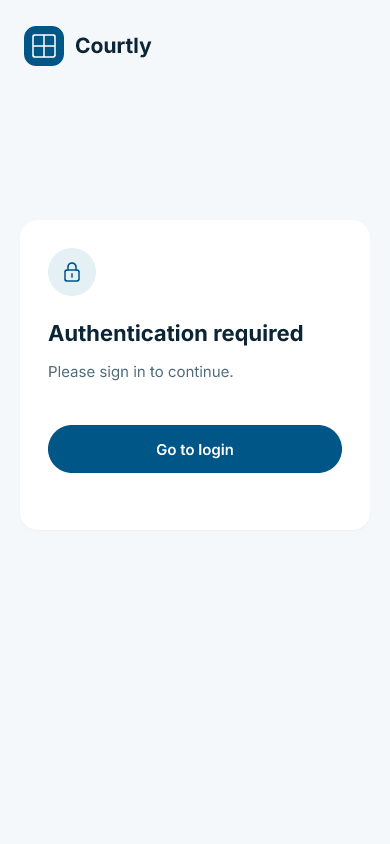 Courtly
Authentication required
Please sign in to continue.
Go to login